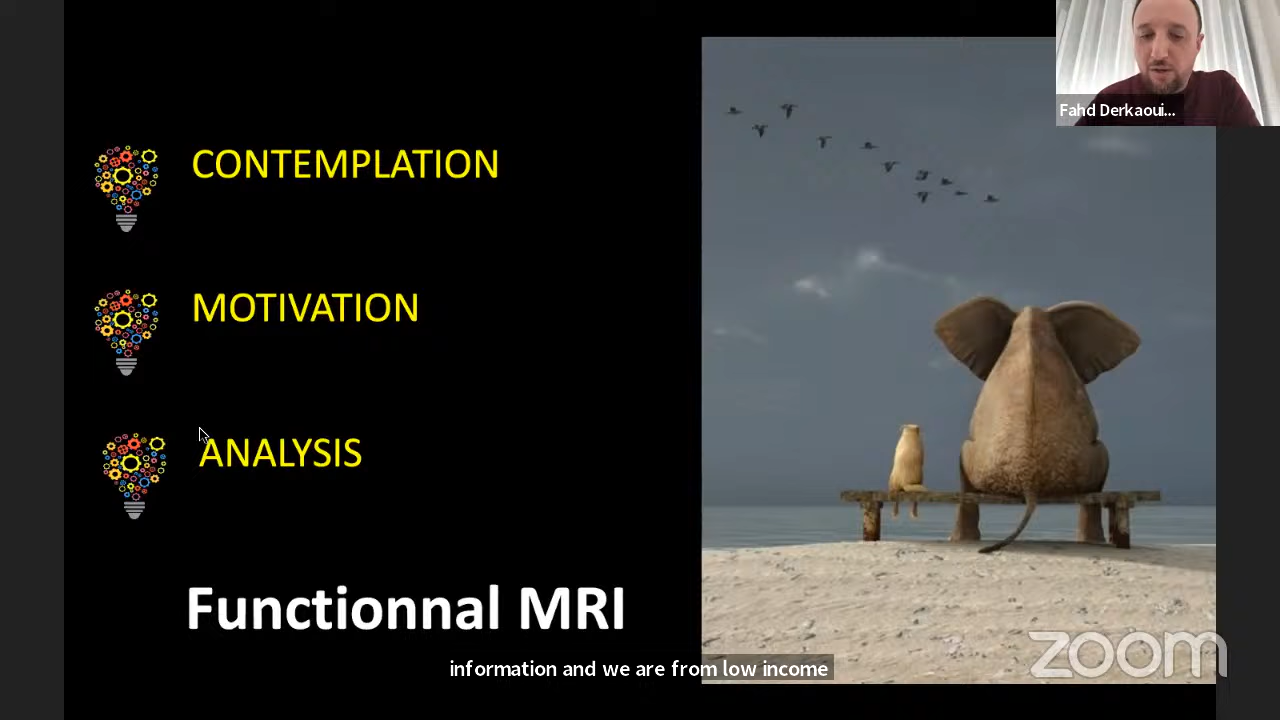 Fahd Derkaoui...
CONTEMPLATION
MOTIVATION
ANALYSIS
Functionnal MRI
information and we are from low income
zoom